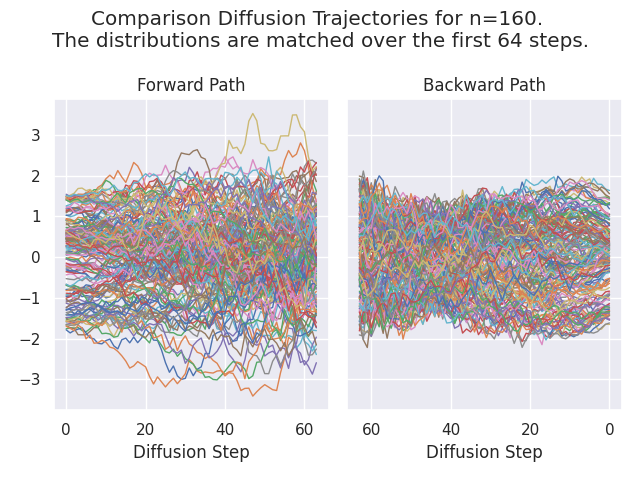 Comparison Diffusion Trajectories for n=160.
The distributions are matched over the first 64 steps.
Forward Path
Backward Path
3
2
1
0
−1
−2
−3
0 20 40 60
60 40 20 0
Diffusion Step
Diffusion Step